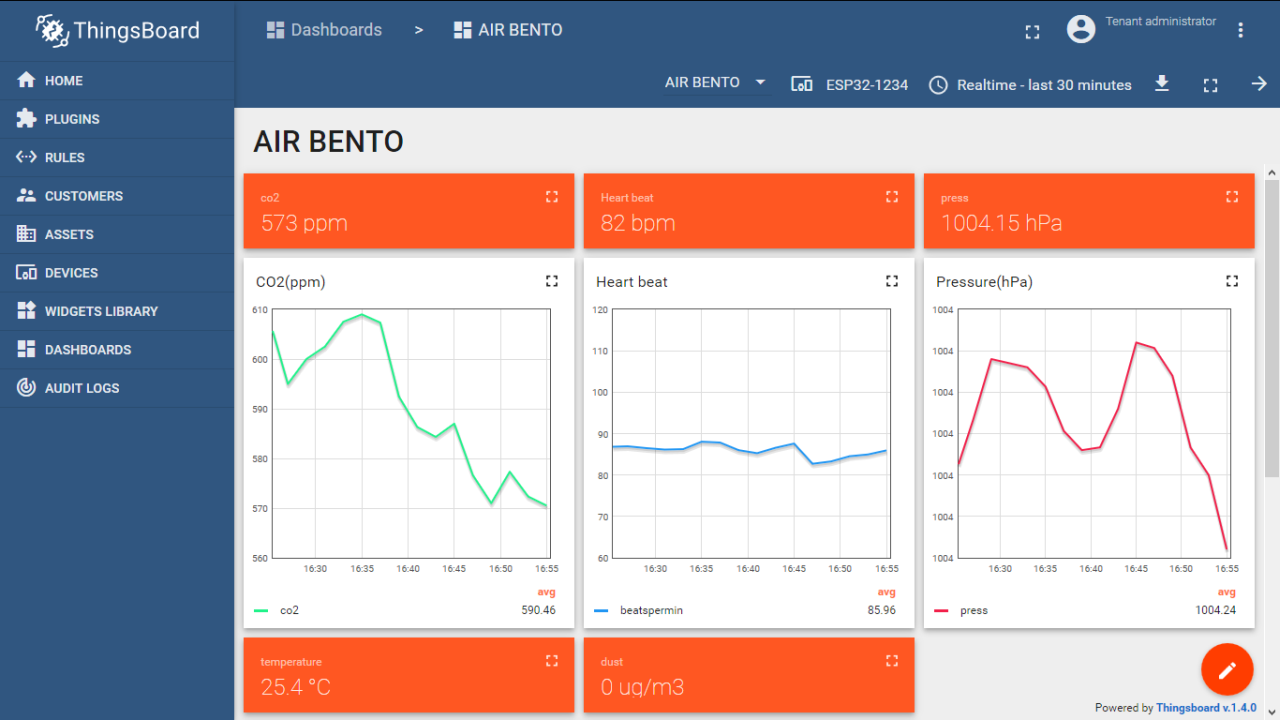 ThingsBoard
Dashboards > AIR BENTO
Tenant administrator
AIR BENTO ESP32-1234 Realtime - last 30 minutes
HOME
PLUGINS
RULES
CUSTOMERS
ASSETS
DEVICES
WIDGETS LIBRARY
DASHBOARDS
AUDIT LOGS
AIR BENTO
co2
573 ppm
Heart beat
82 bpm
press
1004.15 hPa
CO2(ppm)
610
600
590
580
570
560
16:30 16:35 16:40 16:45 16:50 16:55
avg
co2 590.46
Heart beat
120
110
100
90
80
70
60
16:30 16:35 16:40 16:45 16:50 16:55
avg
beatspermin 85.96
Pressure(hPa)
1004
1004
1004
1004
1004
1004
1004
16:30 16:35 16:40 16:45 16:50 16:55
avg
press 1004.24
temperature
25.4 °C
dust
0 ug/m3
Powered by Thingsboard v.1.4.0